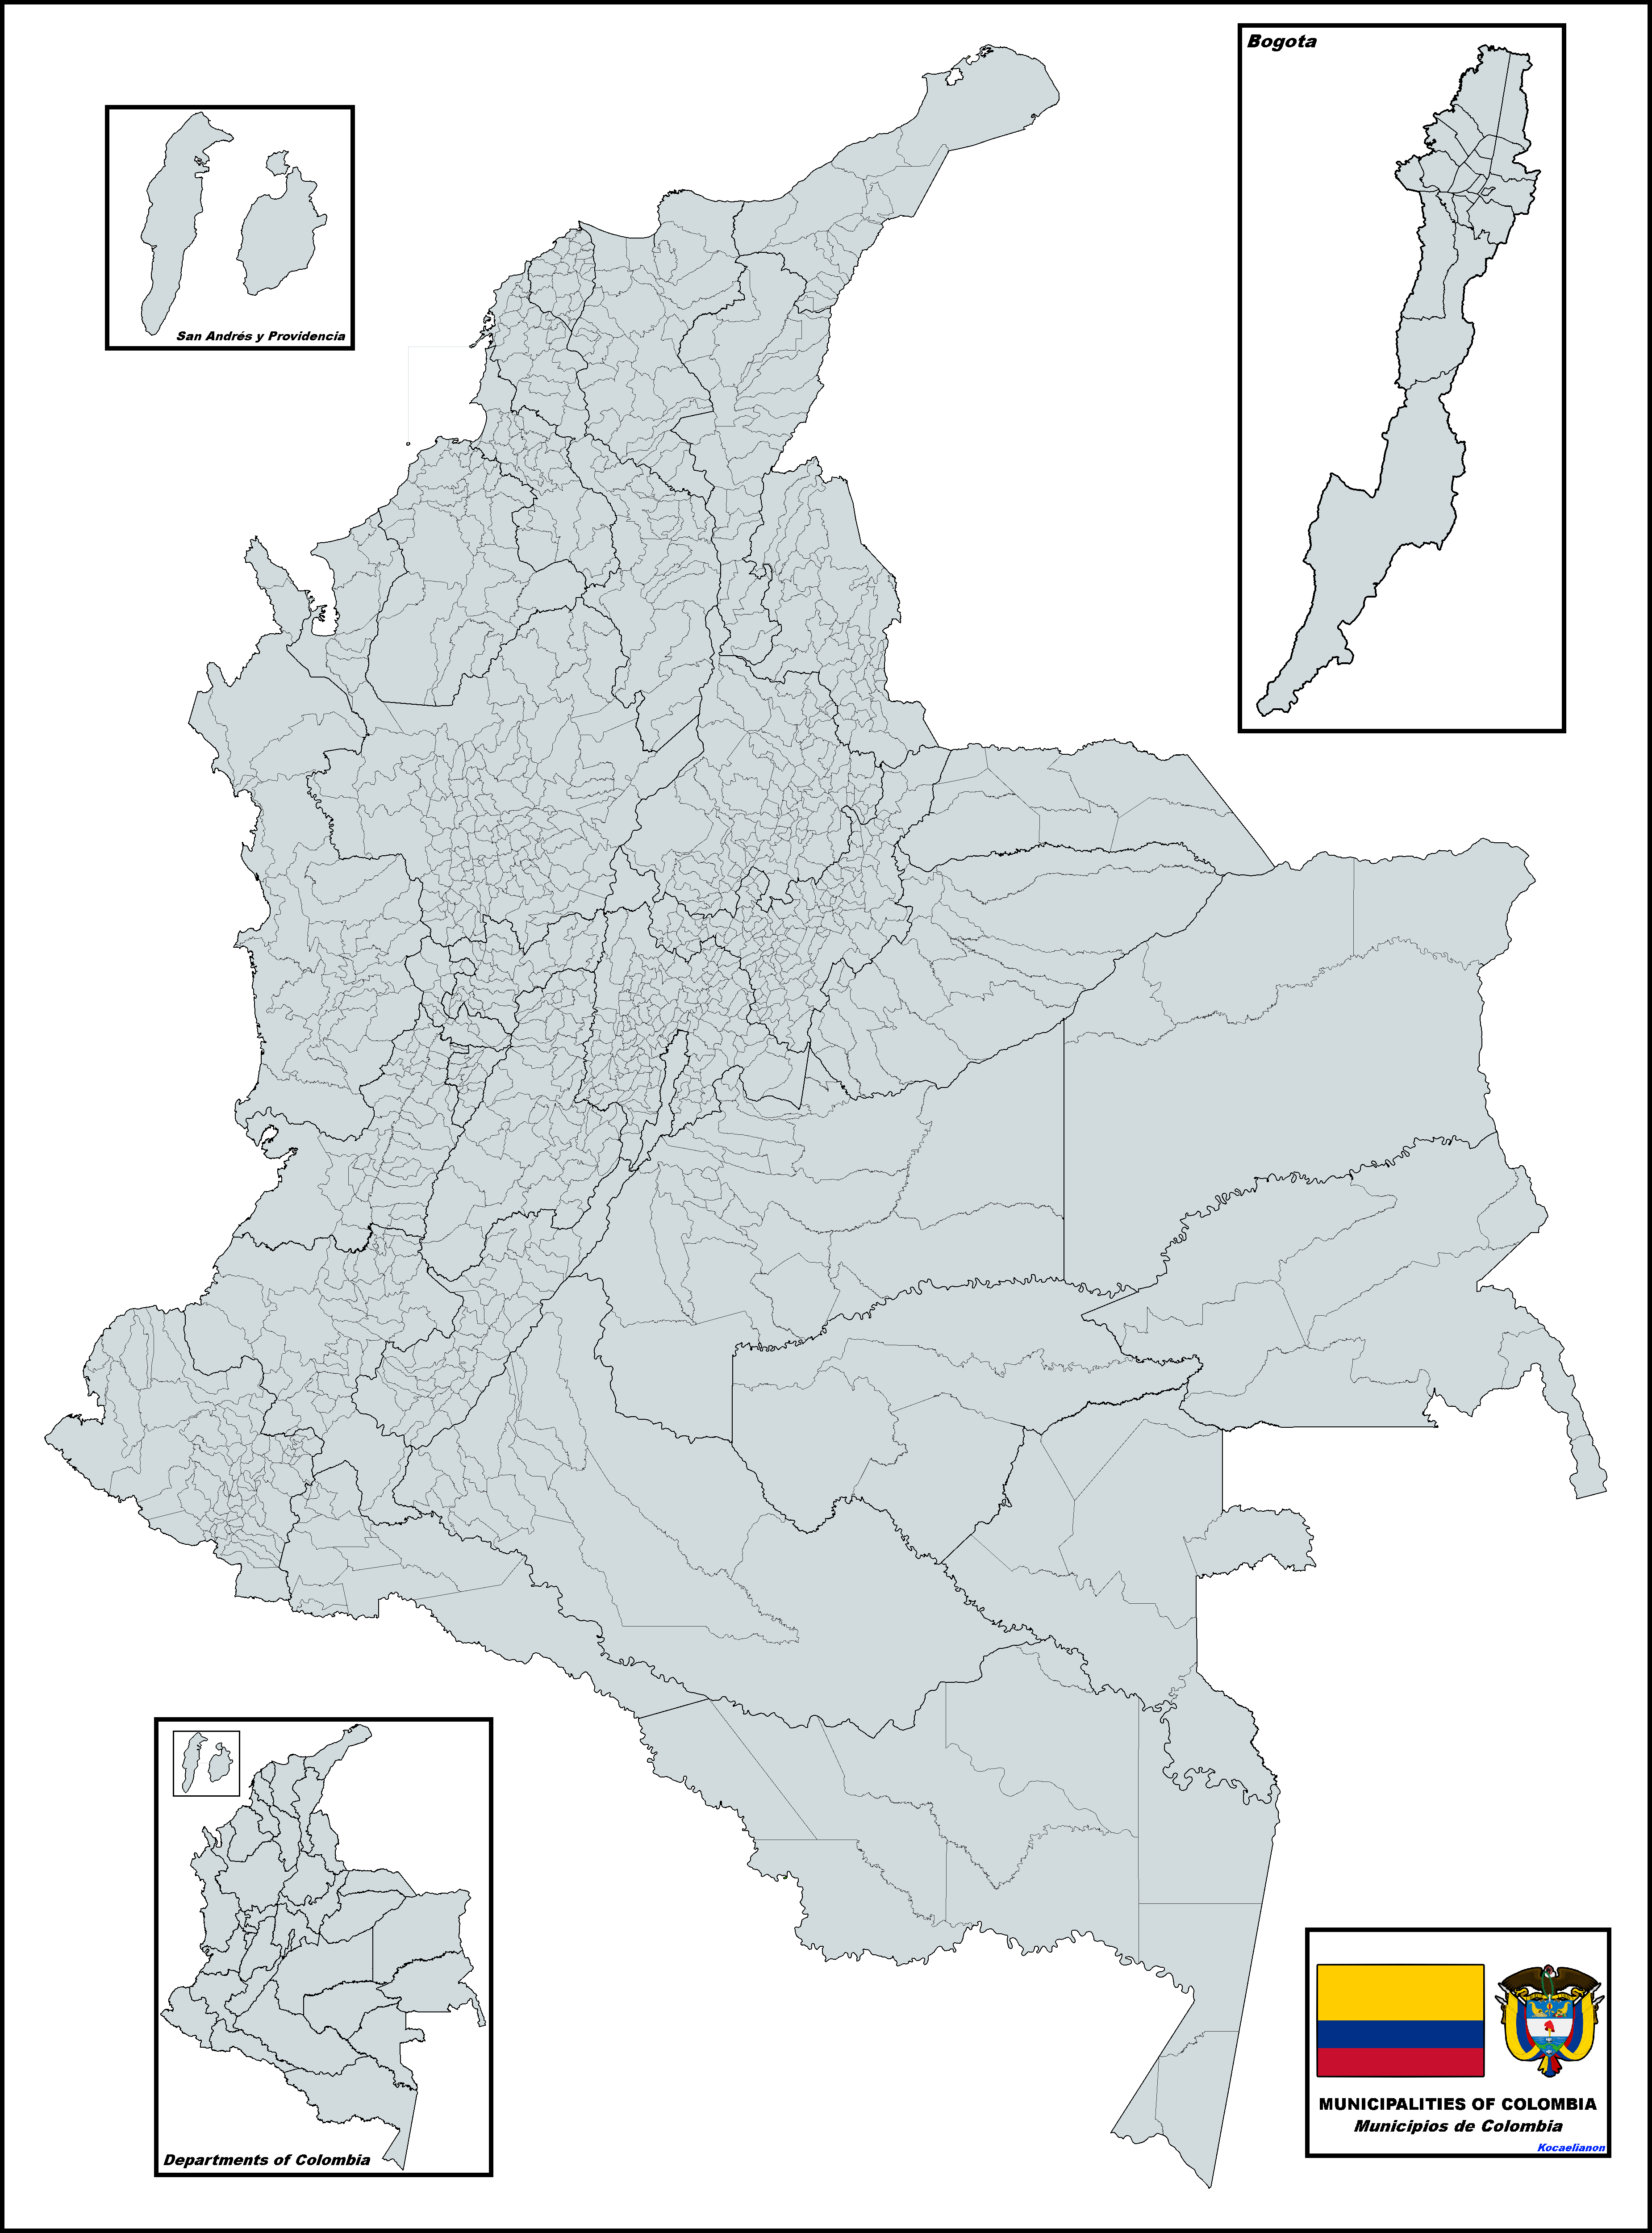 Bogota
San Andrés y Providencia
Departments of Colombia
MUNICIPALITIES OF COLOMBIA
Municipios de Colombia
Kocaelianon